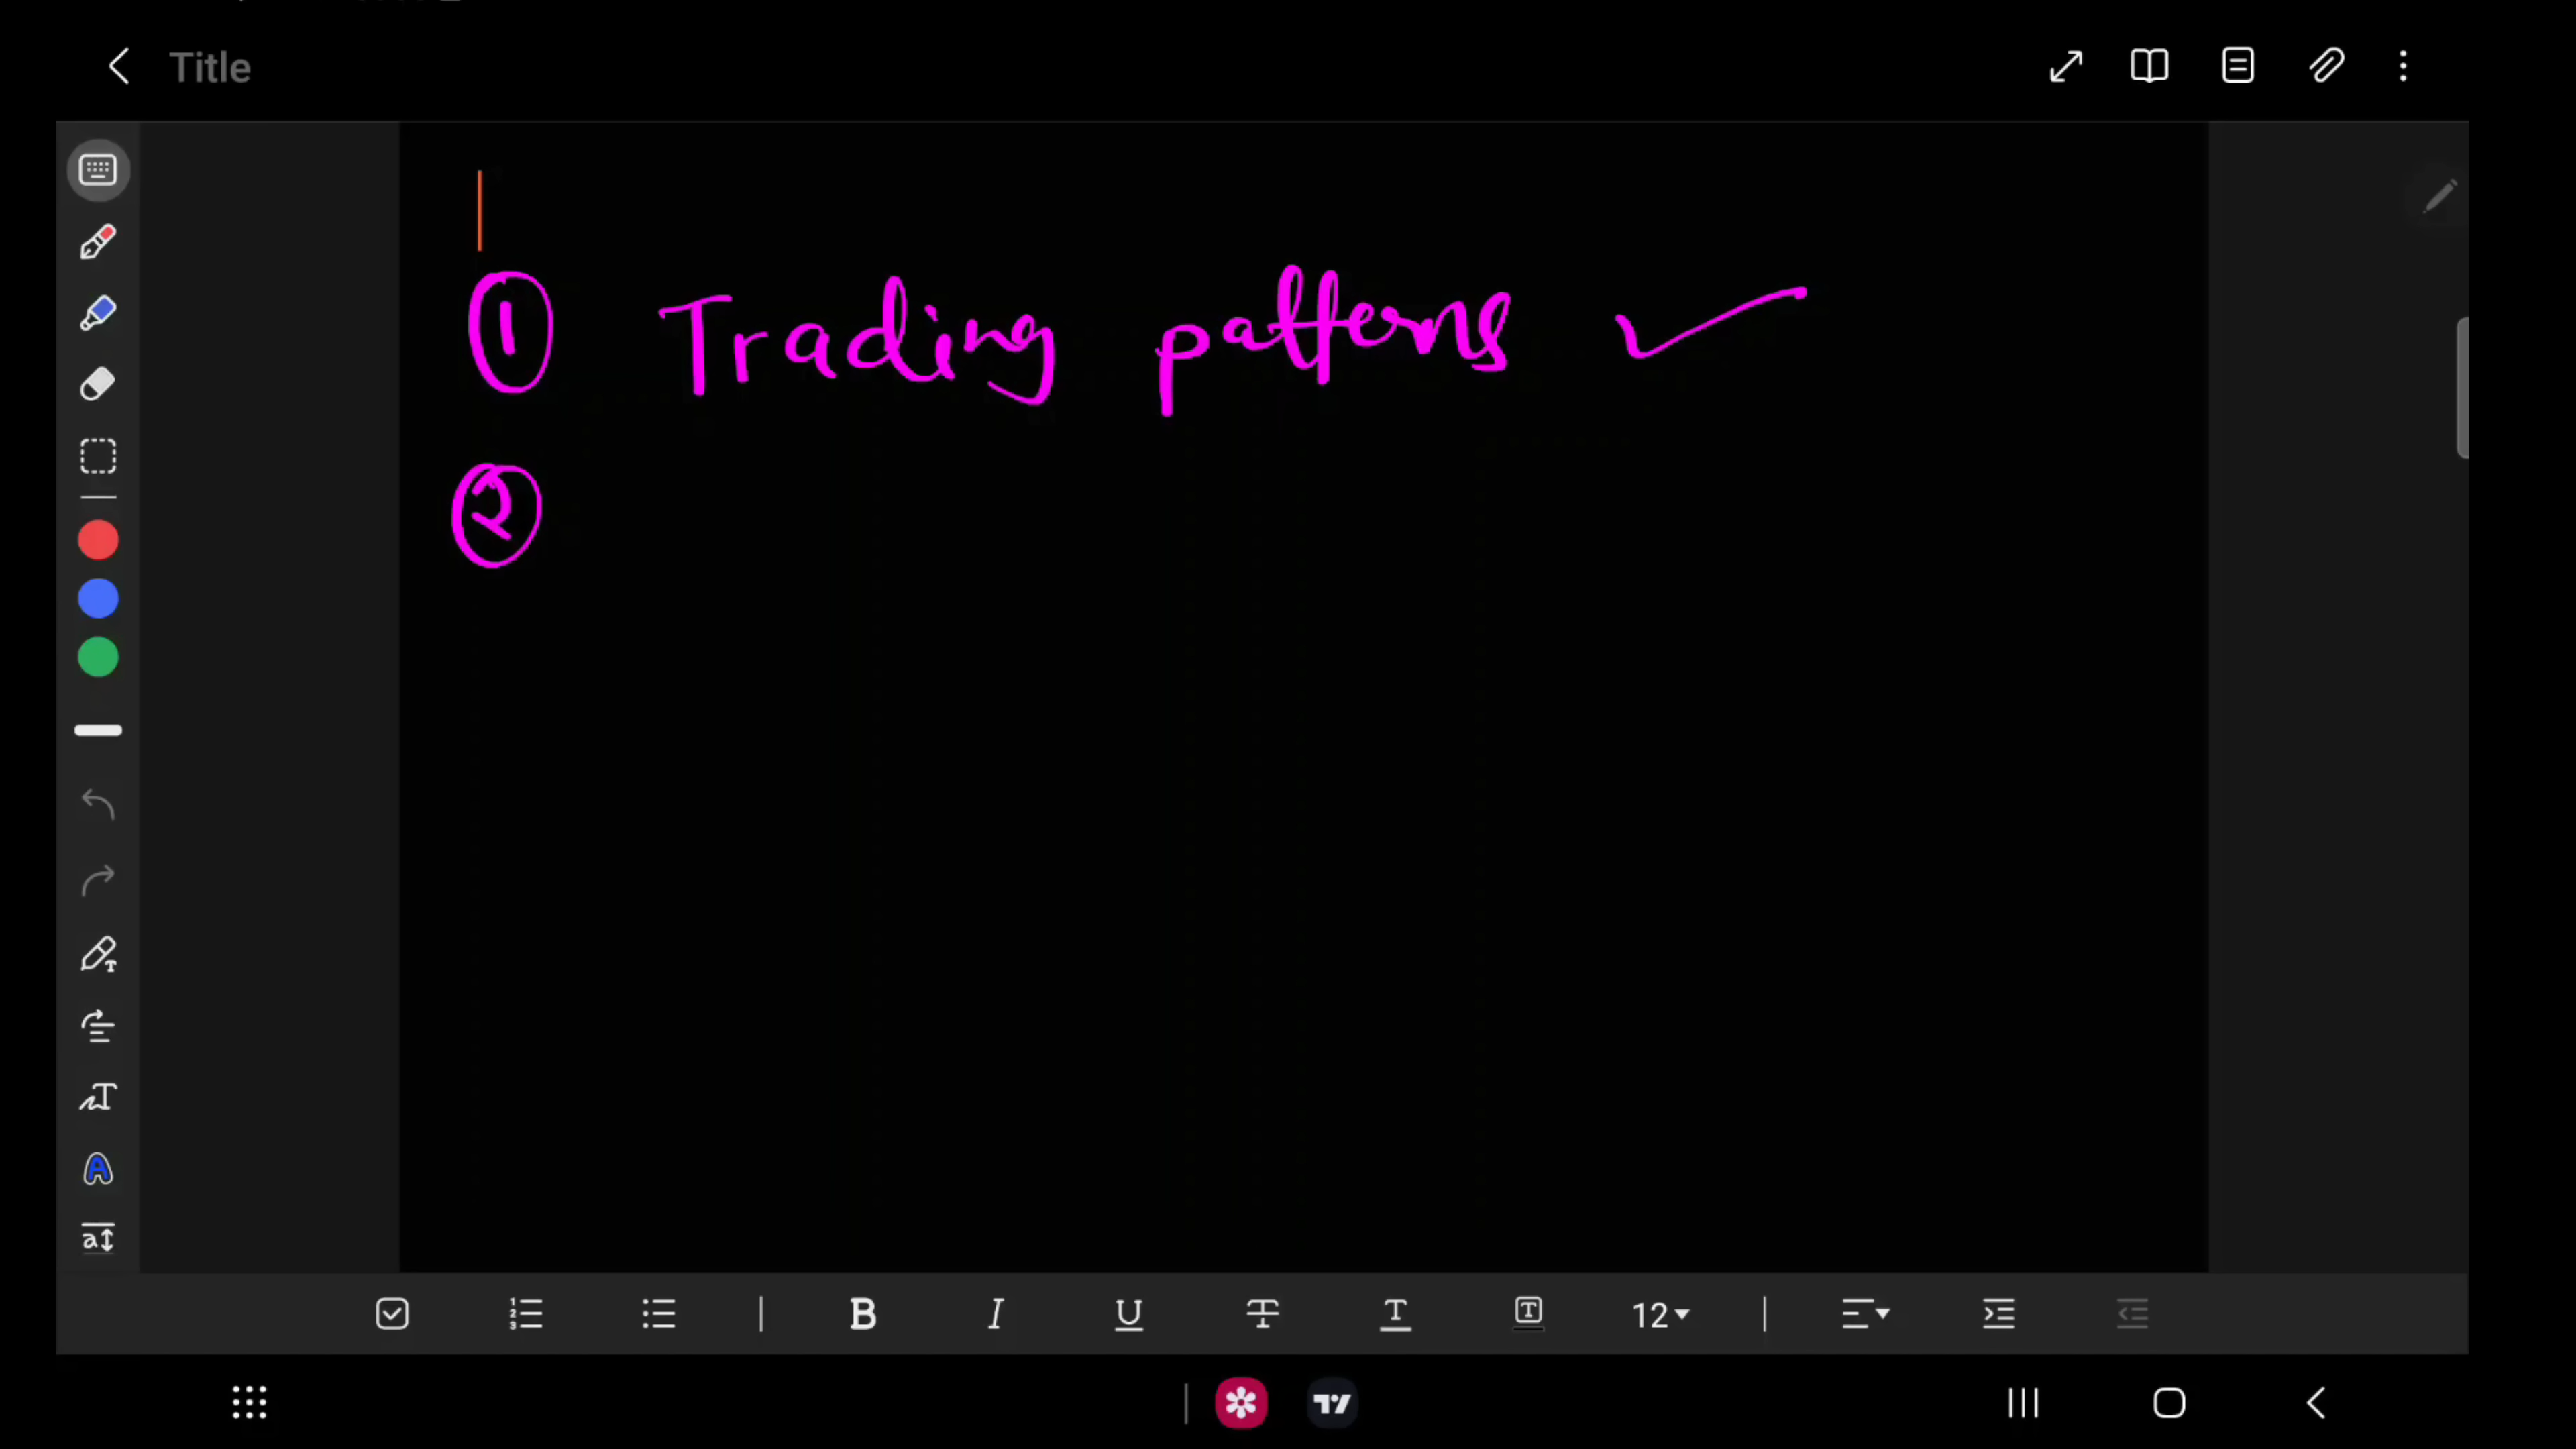 Title
① Trading patterns ✓
②
B I U T T T 12